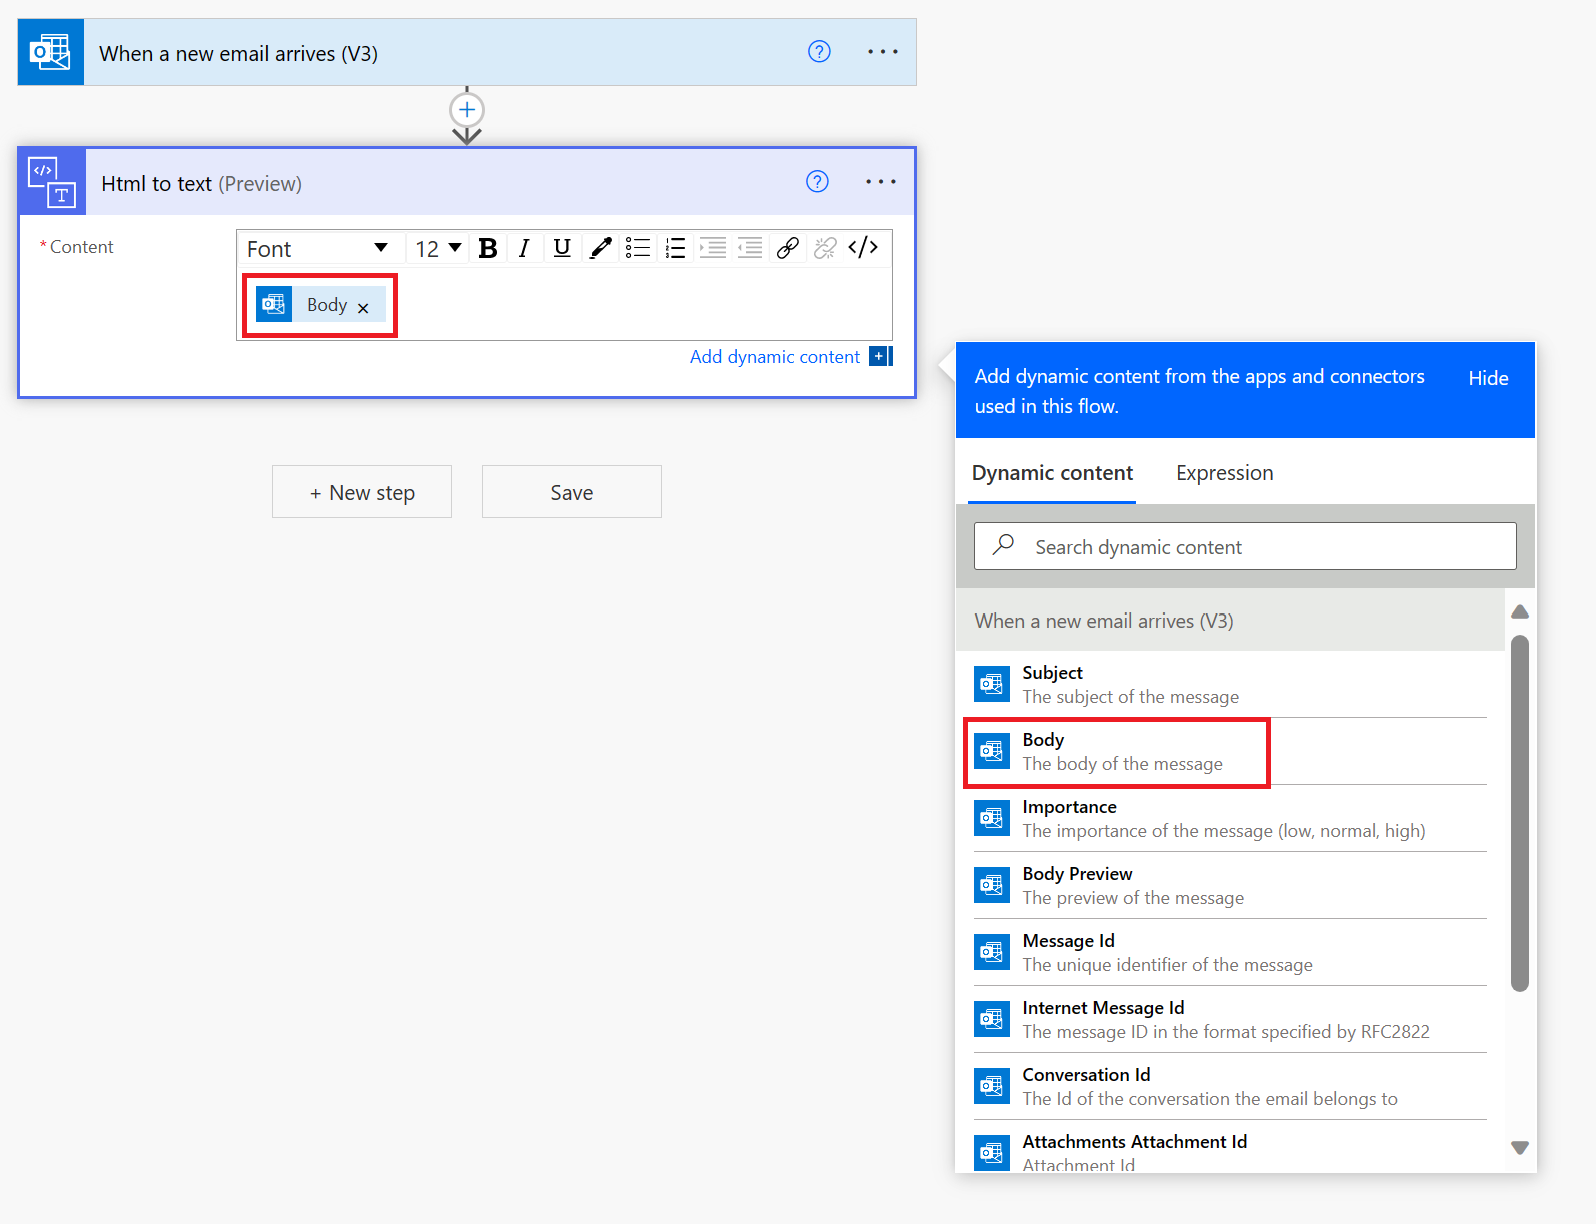 When a new email arrives (V3)
Html to text (Preview)
*Content
Font 12 B I U </>
Body ×
Add dynamic content
Add dynamic content from the apps and connectors
used in this flow.
Hide
Dynamic content Expression
Search dynamic content
+ New step Save
When a new email arrives (V3)
Subject
The subject of the message
Body
The body of the message
Importance
The importance of the message (low, normal, high)
Body Preview
The preview of the message
Message Id
The unique identifier of the message
Internet Message Id
The message ID in the format specified by RFC2822
Conversation Id
The Id of the conversation the email belongs to
Attachments Attachment Id
Attachment Id